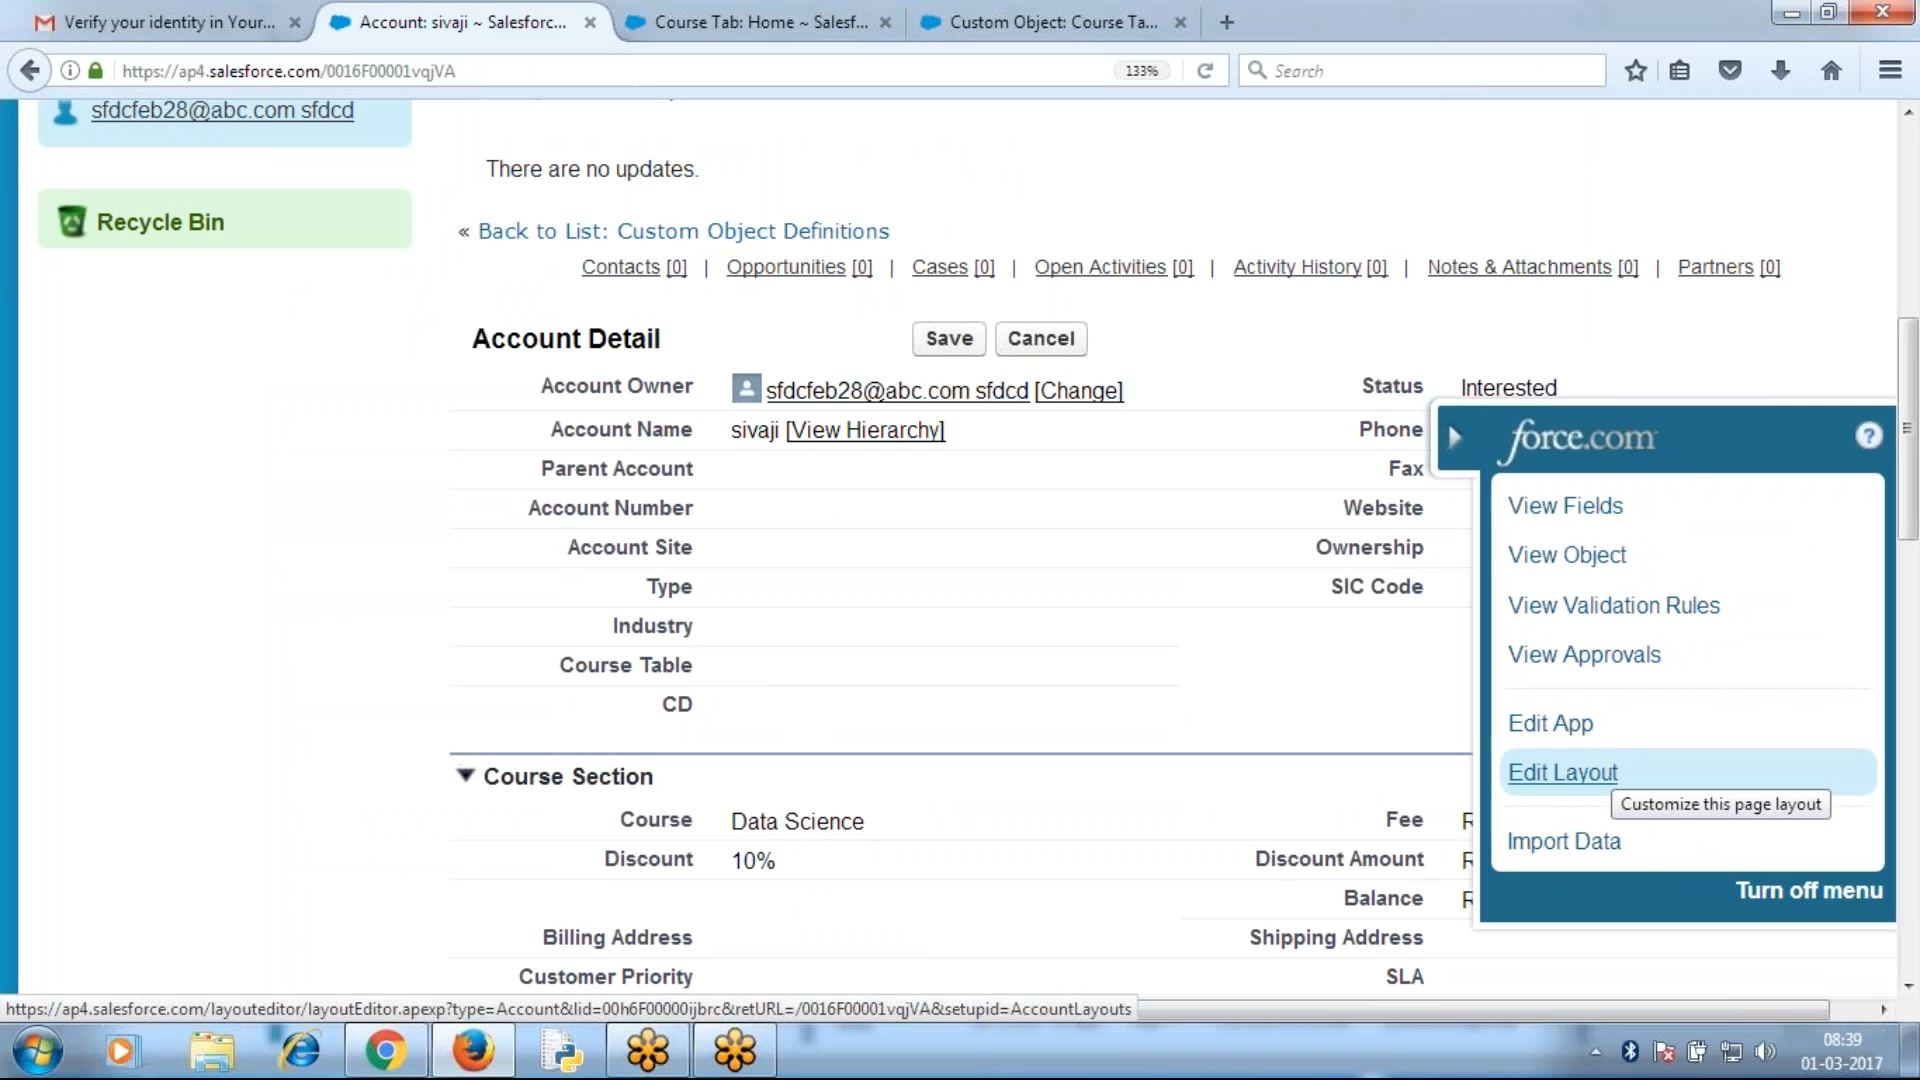 Verify your identity in Your...
Account: sivaji ~ Salesforc...
Course Tab: Home ~ Salesf...
Custom Object: Course Ta...
https://ap4.salesforce.com/0016F00001vqjVA
133%
Search
sfdcfeb28@abc.com sfdcd
There are no updates.
Recycle Bin
« Back to List: Custom Object Definitions
Contacts [0] | Opportunities [0] | Cases [0] | Open Activities [0] | Activity History [0] | Notes & Attachments [0] | Partners [0]
Account Detail
Save
Cancel
Account Owner sfdcfeb28@abc.com sfdcd [Change]
Status Interested
Account Name sivaji [View Hierarchy]
Phone
Parent Account
Fax
Account Number
Website
Account Site
Ownership
Type
SIC Code
Industry
Course Table
CD
force.com
?
View Fields
View Object
View Validation Rules
View Approvals
Edit App
Edit Layout
Customize this page layout
Import Data
Turn off menu
Course Section
Course Data Science
Fee
Discount 10%
Discount Amount
Balance
Billing Address
Shipping Address
Customer Priority
SLA
https://ap4.salesforce.com/layouteditor/layoutEditor.apexp?type=Account&lid=00h6F00000ijbrc&retURL=/0016F00001vqjVA&setupid=AccountLayouts
08:39
01-03-2017